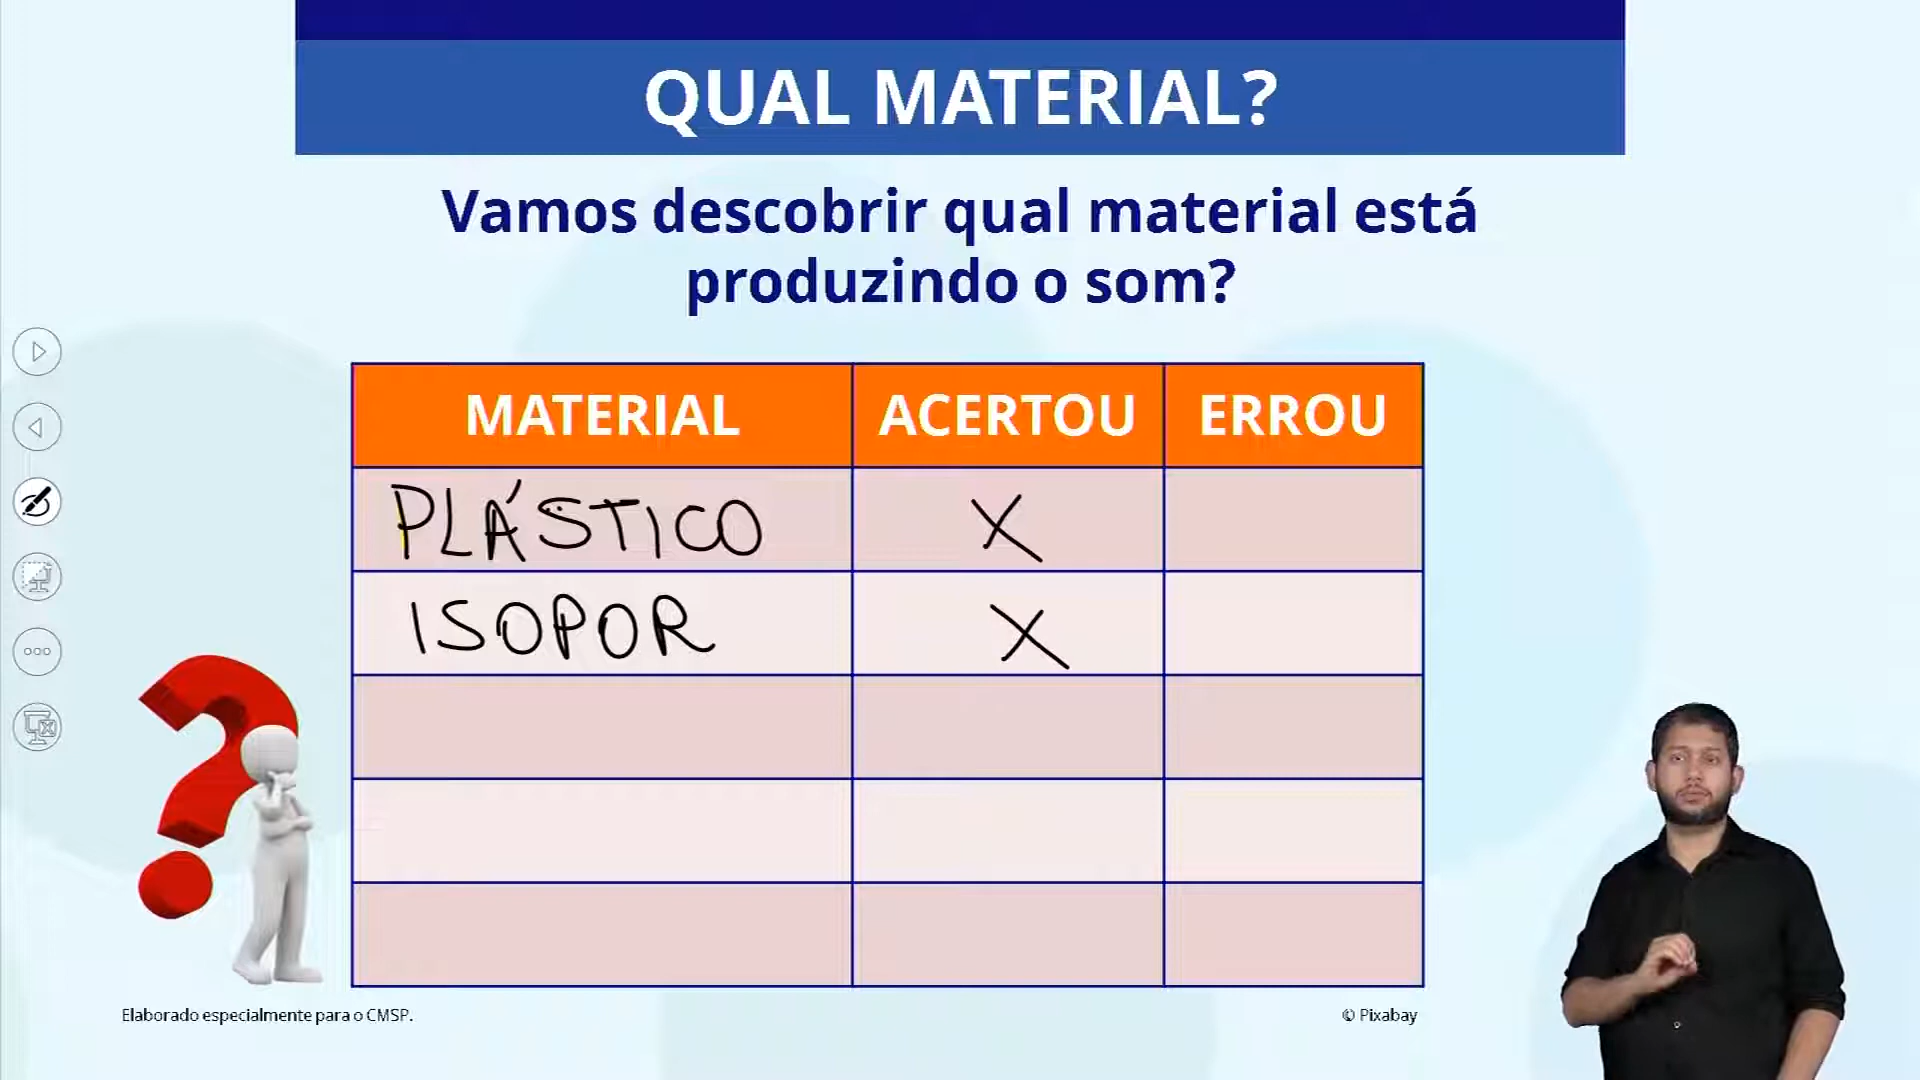 QUAL MATERIAL?
Vamos descobrir qual material está
produzindo o som?
MATERIAL ACERTOU ERROU
PLÁSTICO X
ISOPOR X
Elaborado especialmente para o CMSP.
© Pixabay